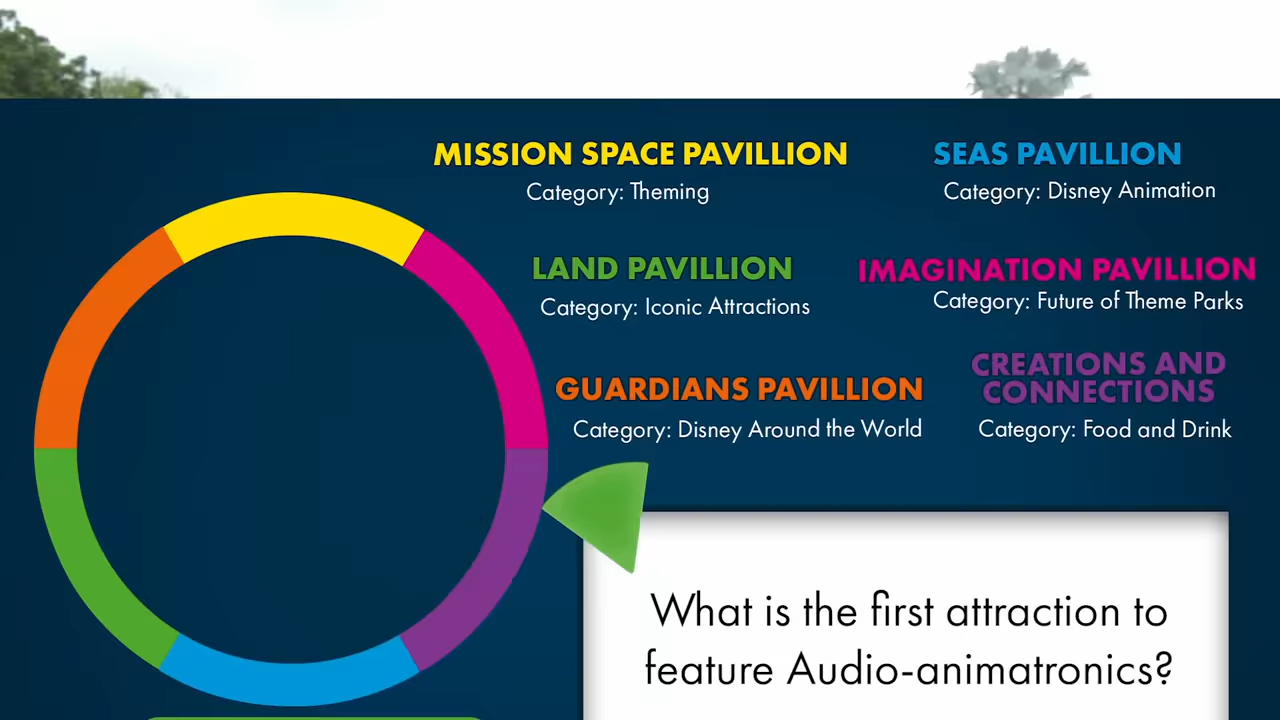 MISSION SPACE PAVILLION
Category: Theming
SEAS PAVILLION
Category: Disney Animation
LAND PAVILLION
Category: Iconic Attractions
IMAGINATION PAVILLION
Category: Future of Theme Parks
GUARDIANS PAVILLION
Category: Disney Around the World
CREATIONS AND
CONNECTIONS
Category: Food and Drink
What is the first attraction to
feature Audio-animatronics?